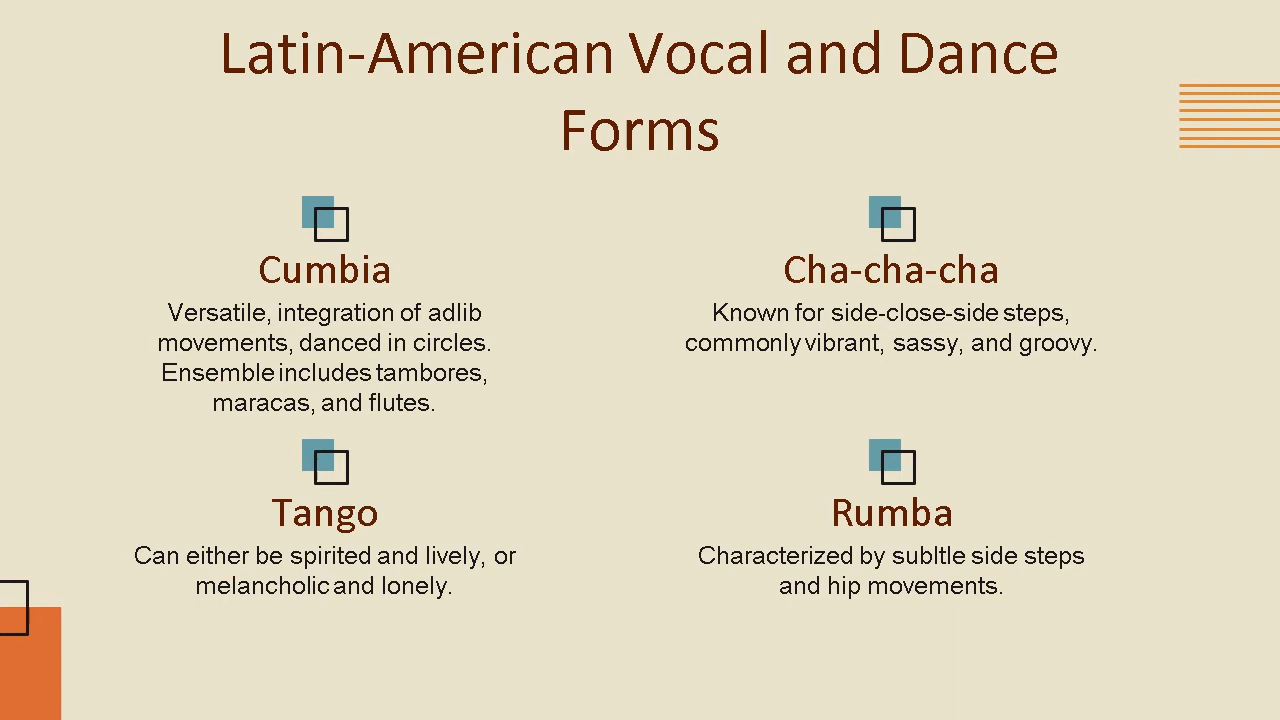 Latin-American Vocal and Dance
Forms
Cumbia
Versatile, integration of adlib
movements, danced in circles.
Ensemble includes tambores,
maracas, and flutes.
Cha-cha-cha
Known for side-close-side steps,
commonly vibrant, sassy, and groovy.
Tango
Can either be spirited and lively, or
melancholic and lonely.
Rumba
Characterized by subltle side steps
and hip movements.